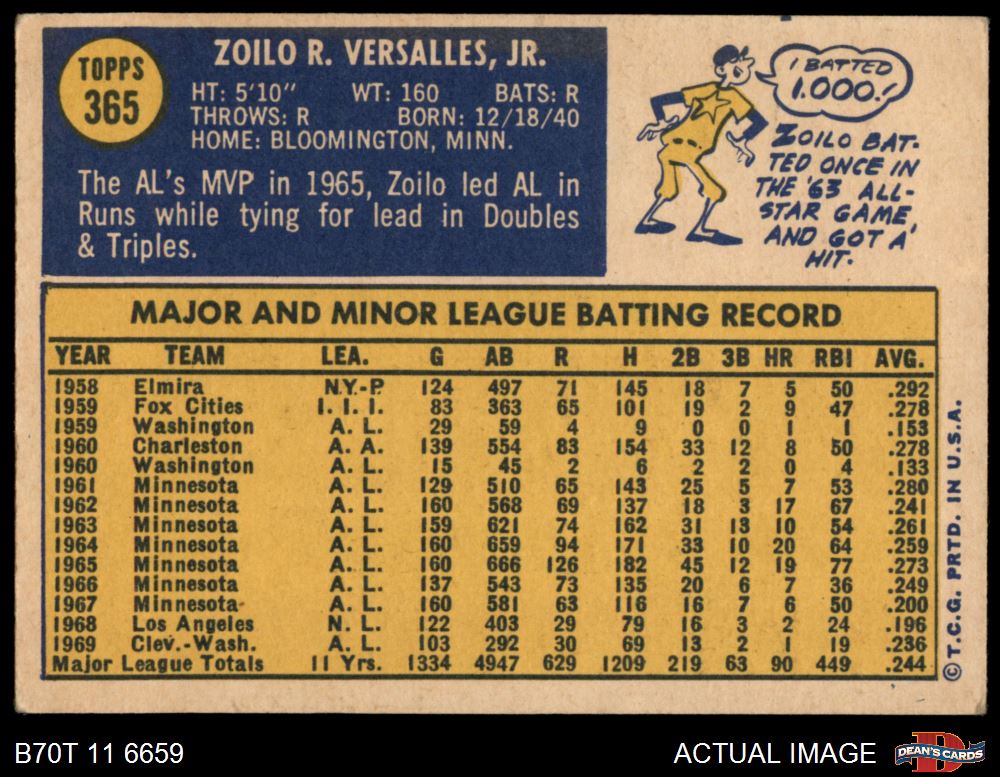 TOPPS
365
ZOILO R. VERSALLES, JR.
HT: 5'10" WT: 160 BATS: R
THROWS: R BORN: 12/18/40
HOME: BLOOMINGTON, MINN.
The AL's MVP in 1965, Zoilo led AL in
Runs while tying for lead in Doubles
& Triples.
I BATTED
1.000!
ZOILO BAT-
TED ONCE IN
THE '63 ALL-
STAR GAME,
AND GOT A
HIT.
MAJOR AND MINOR LEAGUE BATTING RECORD
YEAR TEAM LEA. G AB R H 2B 3B HR RBI AVG.
1958 Elmira N.Y.-P. 124 497 71 145 18 7 5 50 .292
1959 Fox Cities I. I. I. 83 363 65 101 19 2 9 47 .278
1959 Washington A. L. 29 59 4 9 0 0 1 1 .153
1960 Charleston A. A. 139 554 83 154 33 12 8 50 .278
1960 Washington A. L. 15 45 2 6 2 2 0 4 .133
1961 Minnesota A. L. 129 510 65 143 25 5 7 53 .280
1962 Minnesota A. L. 160 568 69 137 18 3 17 67 .241
1963 Minnesota A. L. 159 621 74 162 31 13 10 54 .261
1964 Minnesota A. L. 160 659 94 171 33 10 20 64 .259
1965 Minnesota A. L. 160 666 126 182 45 12 19 77 .273
1966 Minnesota A. L. 137 543 73 135 20 6 7 36 .249
1967 Minnesota A. L. 160 581 63 116 16 7 6 50 .200
1968 Los Angeles N. L. 122 403 29 79 16 3 2 24 .196
1969 Clev.-Wash. A. L. 103 292 30 69 13 2 1 19 .236
Major League Totals 11 Yrs. 1334 4947 629 1209 219 63 90 449 .244
© T.C.G. PRTD. IN U.S.A.
B70T 11 6659
ACTUAL IMAGE
DEAN'S CARDS